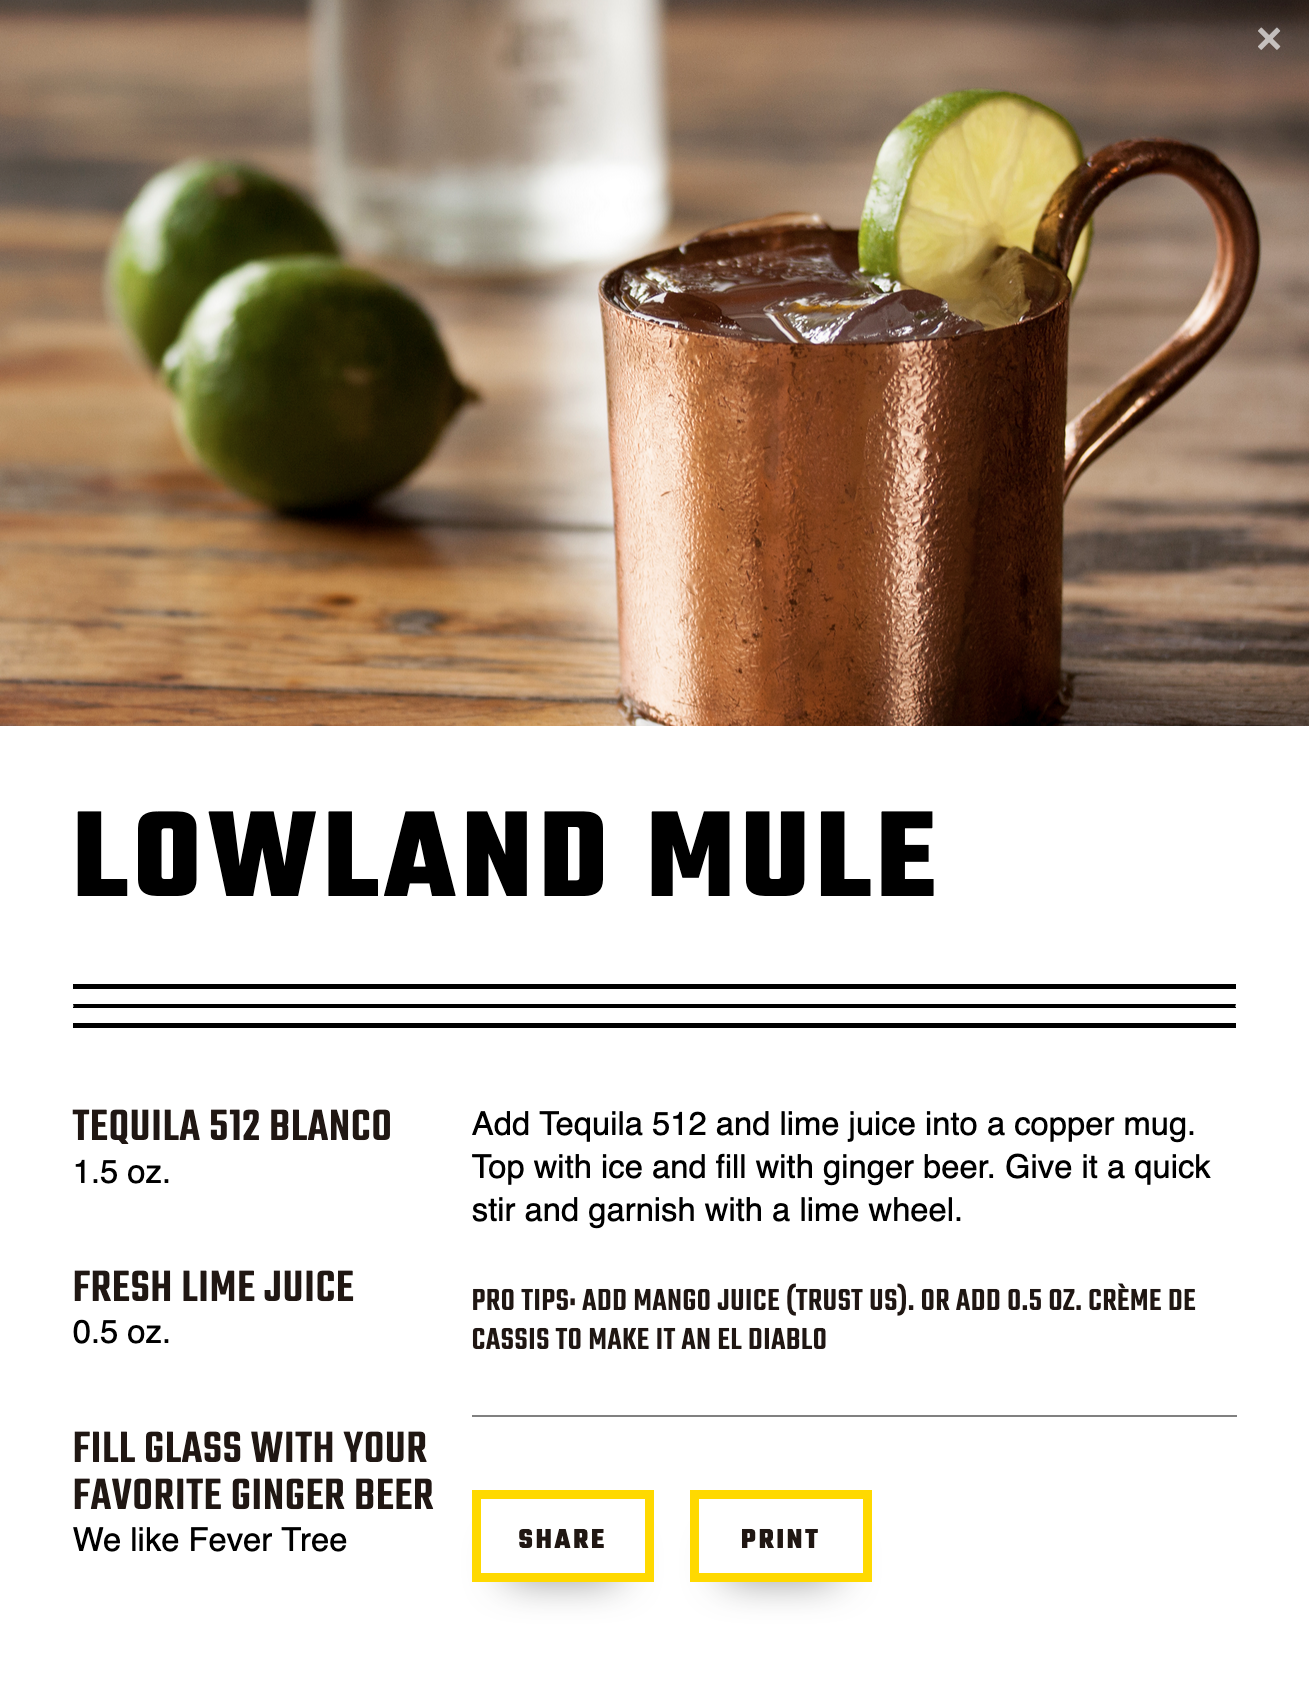 LOWLAND MULE
TEQUILA 512 BLANCO
1.5 oz.
FRESH LIME JUICE
0.5 oz.
FILL GLASS WITH YOUR
FAVORITE GINGER BEER
We like Fever Tree
Add Tequila 512 and lime juice into a copper mug.
Top with ice and fill with ginger beer. Give it a quick
stir and garnish with a lime wheel.
PRO TIPS: ADD MANGO JUICE (TRUST US). OR ADD 0.5 OZ. CRÈME DE
CASSIS TO MAKE IT AN EL DIABLO
SHARE
PRINT